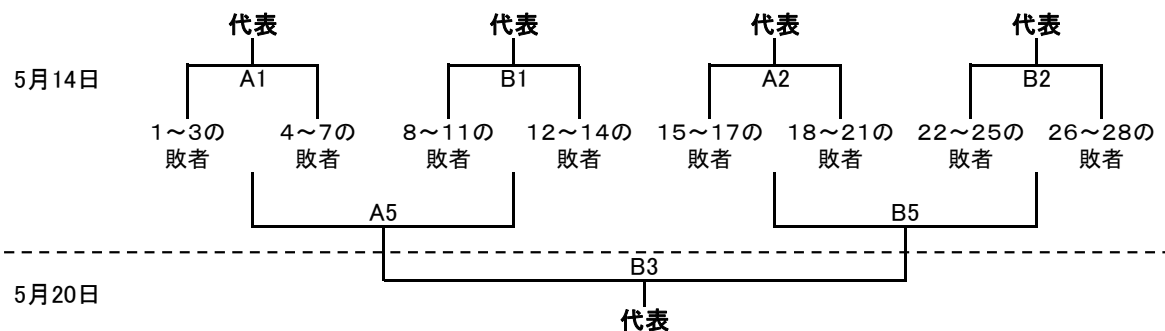 代表 代表 代表 代表
5月14日 A1 B1 A2 B2
1～3の 4～7の 8～11の 12～14の 15～17の 18～21の 22～25の 26～28の
敗者 敗者 敗者 敗者 敗者 敗者 敗者 敗者
A5 B5
B3
5月20日
代表